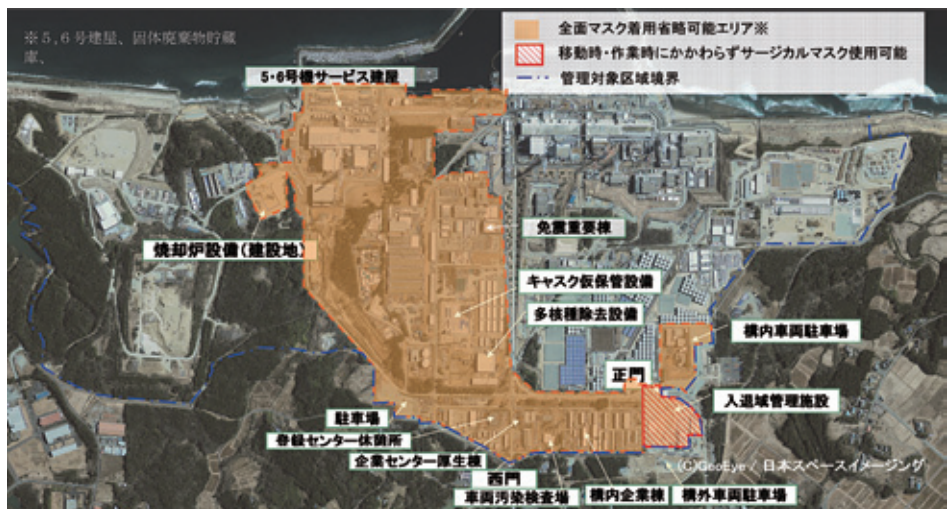 ※5,6号建屋、固体廃棄物貯蔵
庫、
全面マスク着用省略可能エリア※
移動時・作業時にかかわらずサージカルマスク使用可能
管理対象区域境界
5・6号機サービス建屋
免震重要棟
焼却炉設備(建設地)
キャスク仮保管設備
多核種除去設備
構内車両駐車場
正門
入退域管理施設
駐車場
登録センター休憩所
企業センター厚生棟
西門
車両汚染検査場
構内企業棟
構外車両駐車場
(C)GeoEye / 日本スペースイメージング